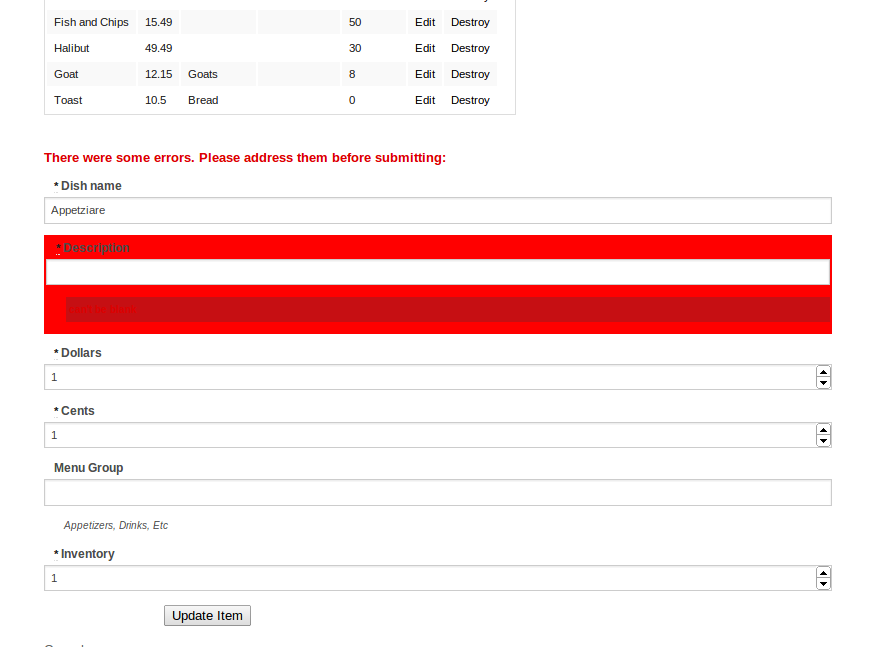 Fish and Chips 15.49 50 Edit Destroy
Halibut 49.49 30 Edit Destroy
Goat 12.15 Goats 8 Edit Destroy
Toast 10.5 Bread 0 Edit Destroy
There were some errors. Please address them before submitting:
* Dish name
Appetziare
* Description
* Dollars
1
* Cents
1
Menu Group
Appetizers, Drinks, Etc
* Inventory
1
Update Item